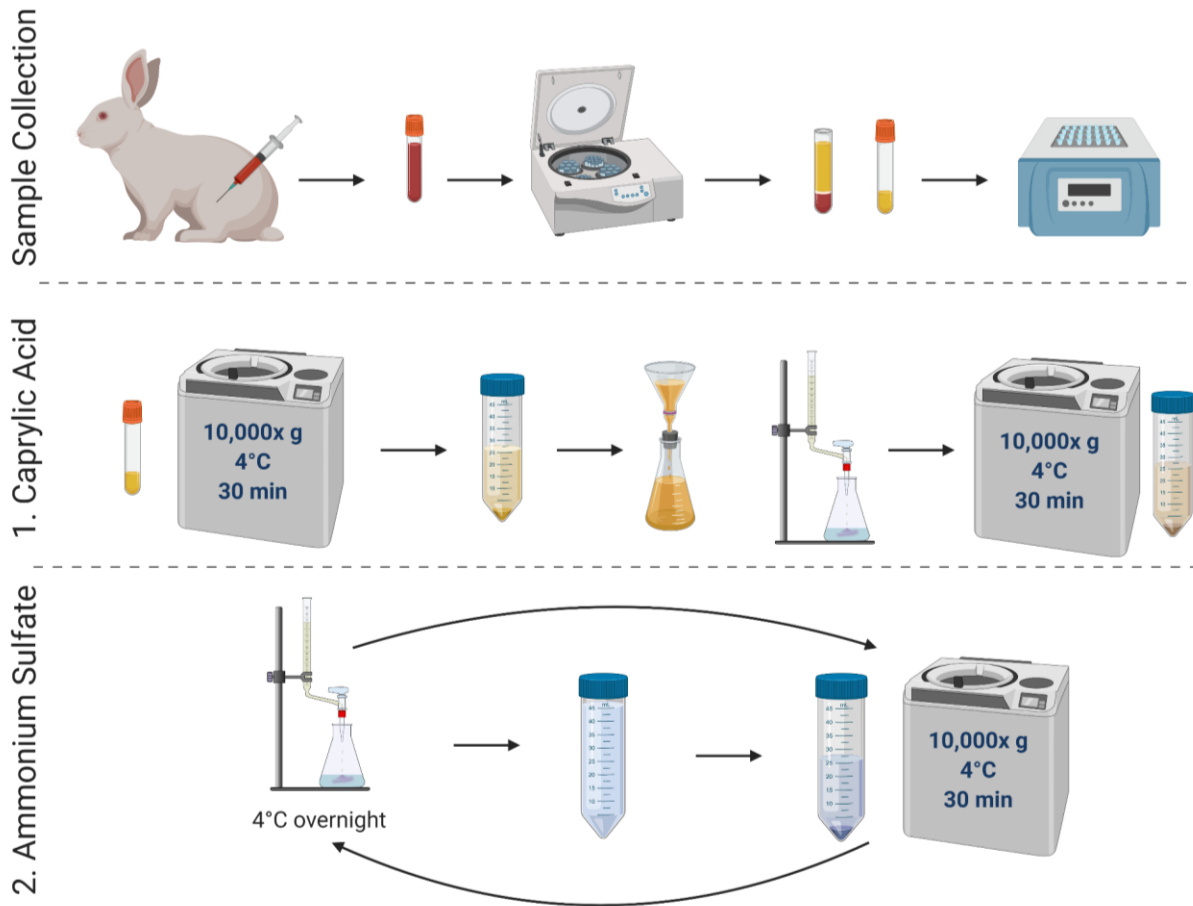 Sample Collection
1. Caprylic Acid
10,000x g
4°C
30 min
10,000x g
4°C
30 min
2. Ammonium Sulfate
4°C overnight
10,000x g
4°C
30 min